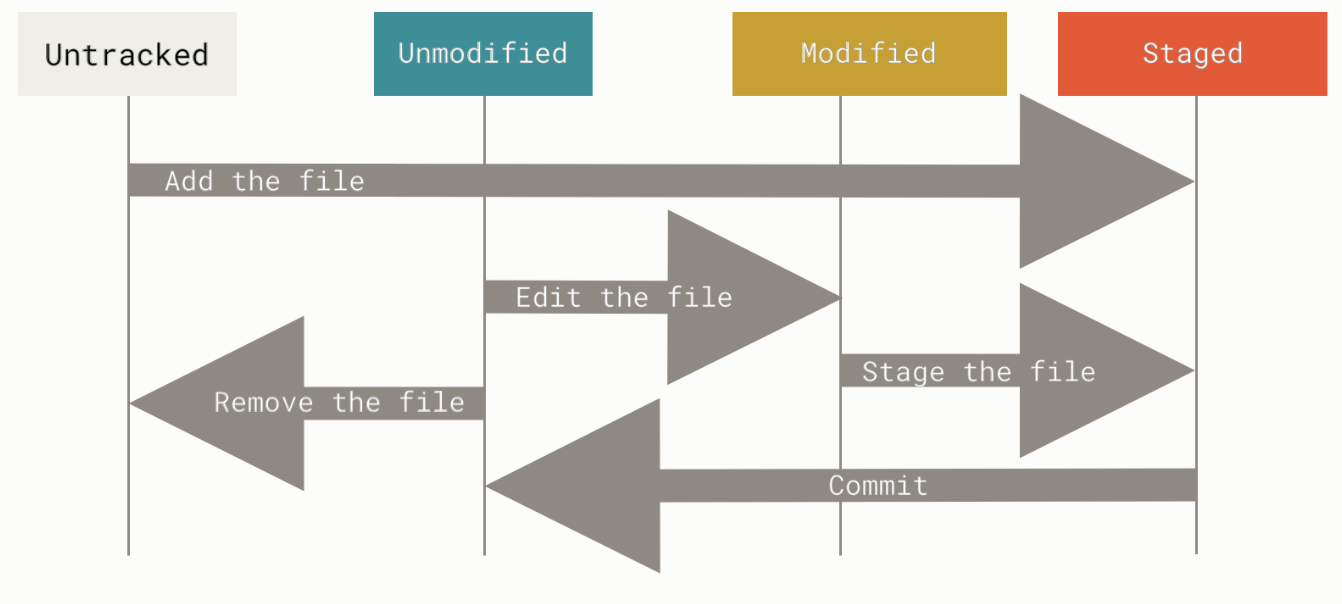 Untracked
Unmodified
Modified
Staged
Add the file
Edit the file
Stage the file
Remove the file
Commit